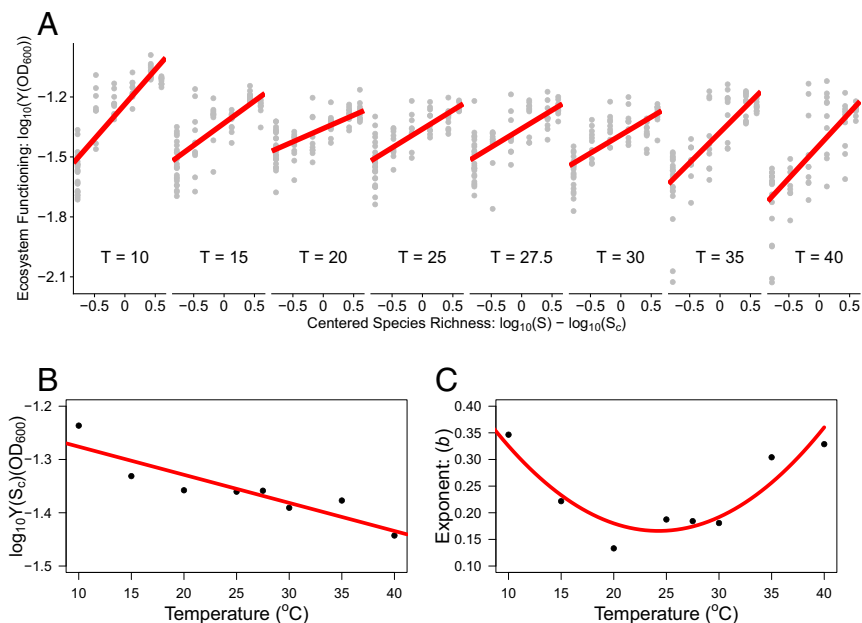 A
Ecosystem Functioning: log10(Y(OD600))
−1.2
−1.5
−1.8
−2.1
T = 10 T = 15 T = 20 T = 25 T = 27.5 T = 30 T = 35 T = 40
−0.5 0 0.5 −0.5 0 0.5 −0.5 0 0.5 −0.5 0 0.5 −0.5 0 0.5 −0.5 0 0.5 −0.5 0 0.5 −0.5 0 0.5
Centered Species Richness: log10(S) − log10(Sc)
B
log10Y(Sc)(OD600)
−1.2
−1.3
−1.4
−1.5
10 15 20 25 30 35 40
Temperature (oC)
C
Exponent: (b)
0.40
0.35
0.30
0.25
0.20
0.15
0.10
10 15 20 25 30 35 40
Temperature (oC)